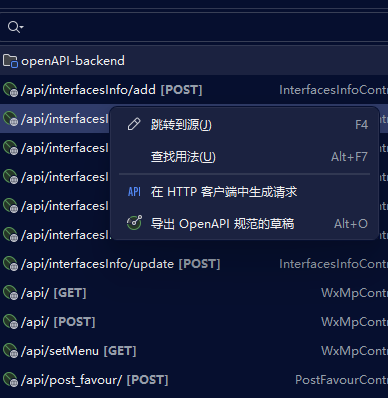 openAPI-backend
/api/interfacesInfo/add [POST] InterfacesInfoContr
/api/interfacesI
跳转到源(J) F4
/api/interfacesI
查找用法(U) Alt+F7
/api/interfacesI
API 在 HTTP 客户端中生成请求
/api/interfacesI
导出 OpenAPI 规范的草稿 Alt+O
/api/interfacesI
/api/interfacesInfo/update [POST] InterfacesInfoContr
/api/ [GET] WxMpContr
/api/ [POST] WxMpContr
/api/setMenu [GET] WxMpContr
/api/post_favour/ [POST] PostFavourContr